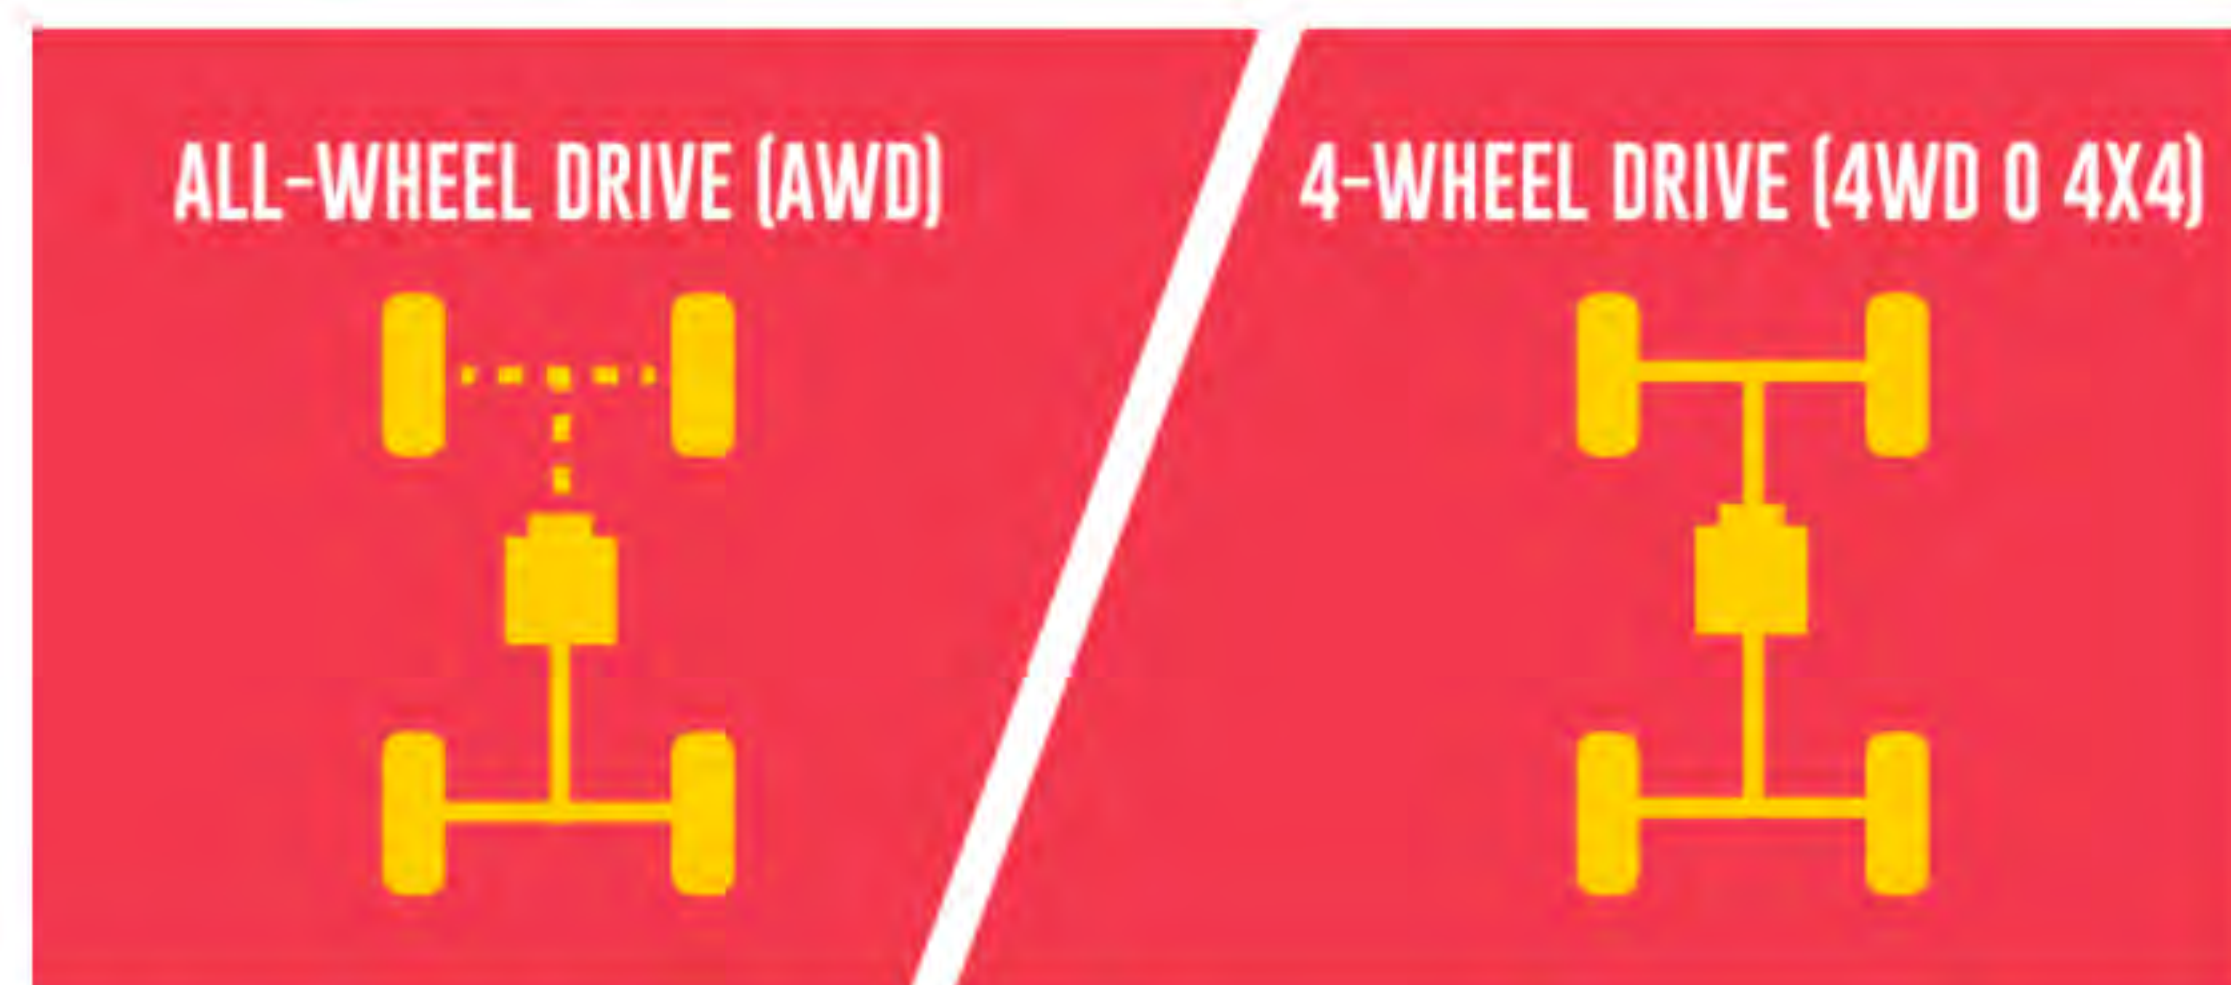 ALL-WHEEL DRIVE (AWD)
4-WHEEL DRIVE (4WD O 4X4)